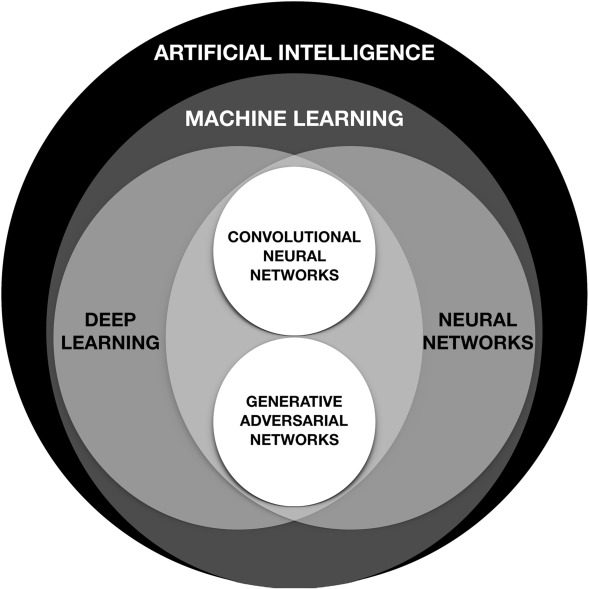 ARTIFICIAL INTELLIGENCE
MACHINE LEARNING
CONVOLUTIONAL
NEURAL
NETWORKS
DEEP
LEARNING
NEURAL
NETWORKS
GENERATIVE
ADVERSARIAL
NETWORKS